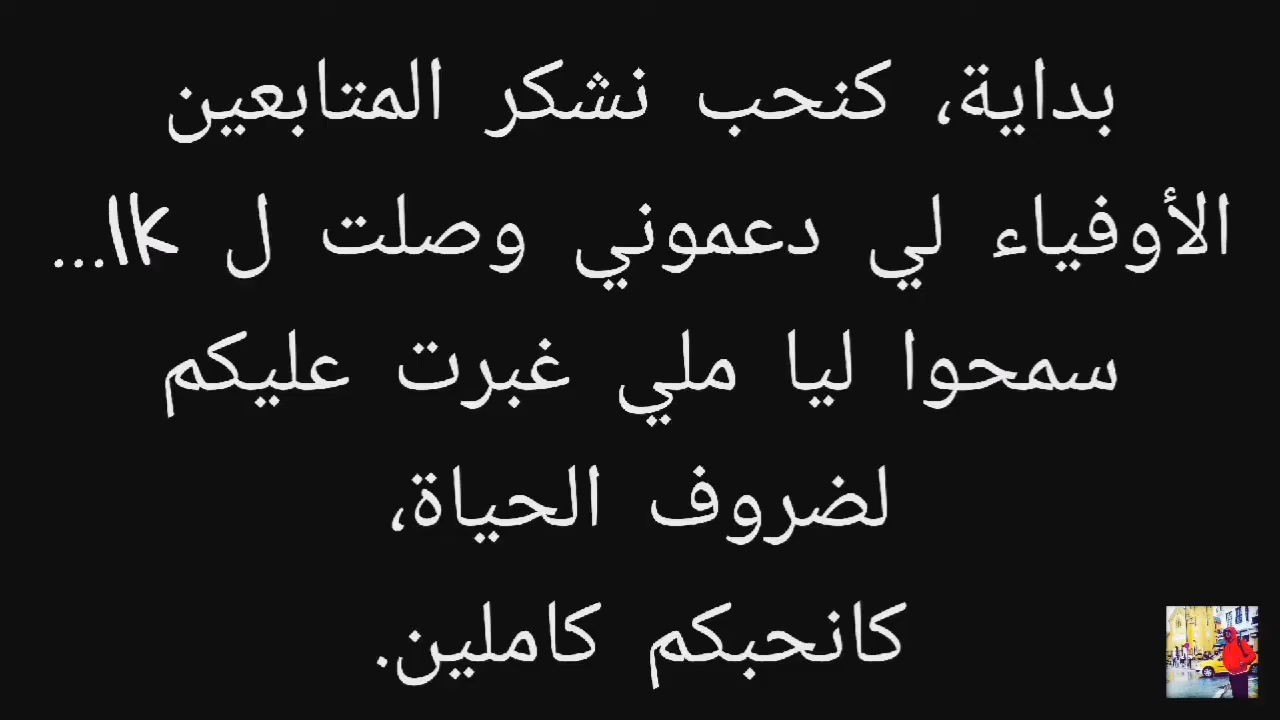 بداية، كنحب نشكر المتابعين
الأوفياء لي دعموني وصلت ل 1k...
سمحوا ليا ملي غبرت عليكم
لضروف الحياة،
كانحبكم كاملين.